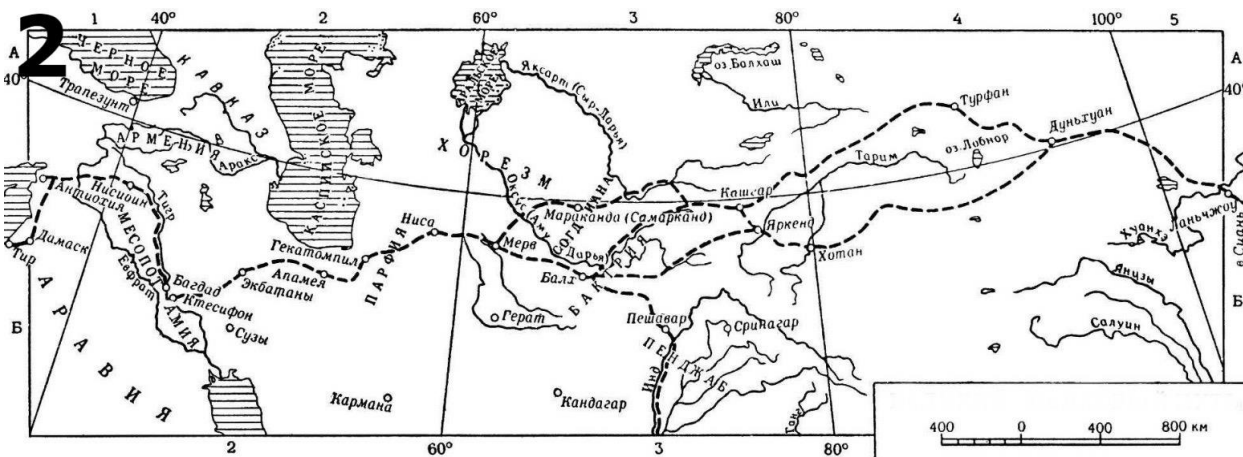 2
1 40° 2 60° 3 80° 4 100° 5
А А
40° 40°
ЧЕРНОЕ
МОРЕ
КАВКАЗ
КАСПИЙСКОЕ МОРЕ
Яксарт (Сыр-Дарья)
оз. Балхаш
Или
Турфан
Дуньхуан
Трапезунт
АРМЕНИЯ
Аракс
ХОРЕЗМ
оз. Лобнор
Тарим
Кашгар
Антиохия
Нисибин
Тигр
Окс (Аму-Дарья)
СОГДИАНА
Мараканда (Самарканд)
Ланьчжоу
Хуанхэ
в Сиань
Дамаск
Тир
МЕСОПОТАМИЯ
Евфрат
Ниса
Мерв
Яркенд
Хотан
Гекатомпил
ПАРФИЯ
Апамея
Экбатаны
Багдад
Ктесифон
Балх
БАКТРИЯ
Янцзы
Салуин
Б Б
АРАВИЯ
Сузы
Герат
Пешавар
Сринагар
ПЕНДЖАБ
Инд
Ганг
Кармана
Кандагар
400 0 400 800 км
2 60° 3 80°